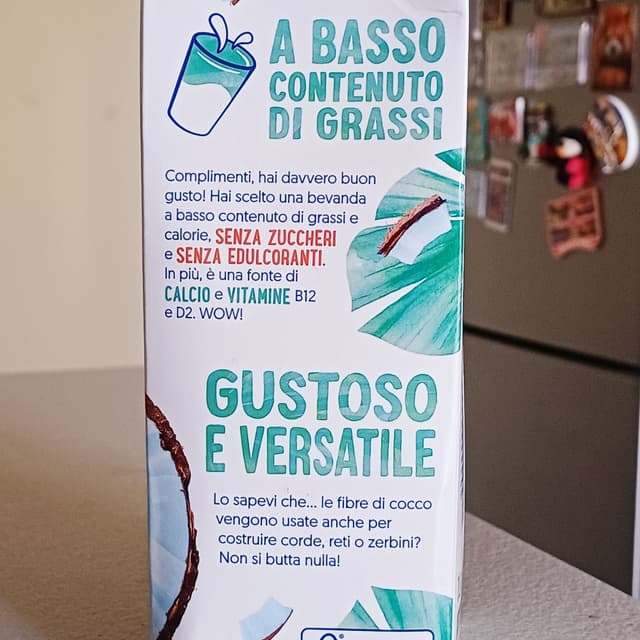 A BASSO
CONTENUTO
DI GRASSI
Complimenti, hai davvero buon
gusto! Hai scelto una bevanda
a basso contenuto di grassi e
calorie, SENZA ZUCCHERI
e SENZA EDULCORANTI.
In più, è una fonte di
CALCIO e VITAMINE B12
e D2. WOW!
GUSTOSO
E VERSATILE
Lo sapevi che... le fibre di cocco
vengono usate anche per
costruire corde, reti o zerbini?
Non si butta nulla!